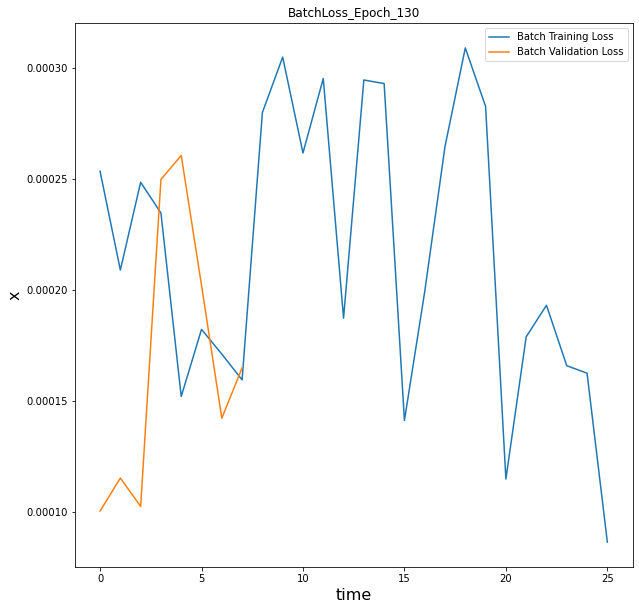 BatchLoss_Epoch_130
Batch Training Loss
Batch Validation Loss
0.00030
0.00025
0.00020
0.00015
0.00010
x
0 5 10 15 20 25
time